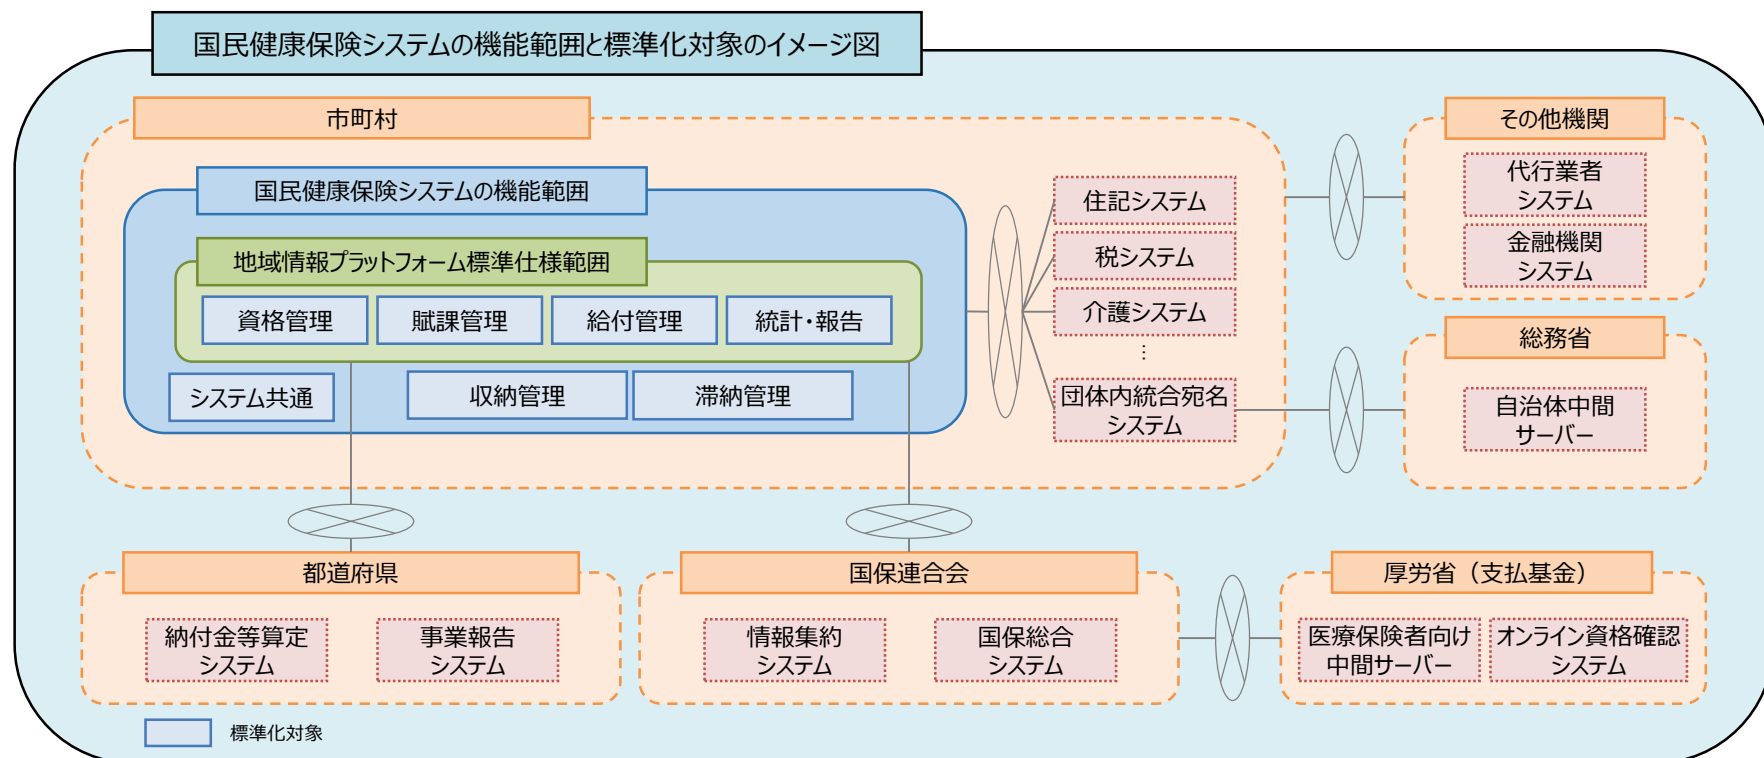 国民健康保険システムの機能範囲と標準化対象のイメージ図
市町村
国民健康保険システムの機能範囲
地域情報プラットフォーム標準仕様範囲
資格管理
賦課管理
給付管理
統計・報告
システム共通
収納管理
滞納管理
住記システム
税システム
介護システム
…
団体内統合宛名
システム
その他機関
代行業者
システム
金融機関
システム
総務省
自治体中間
サーバー
都道府県
納付金等算定
システム
事業報告
システム
国保連合会
情報集約
システム
国保総合
システム
厚労省（支払基金）
医療保険者向け
中間サーバー
オンライン資格確認
システム
標準化対象